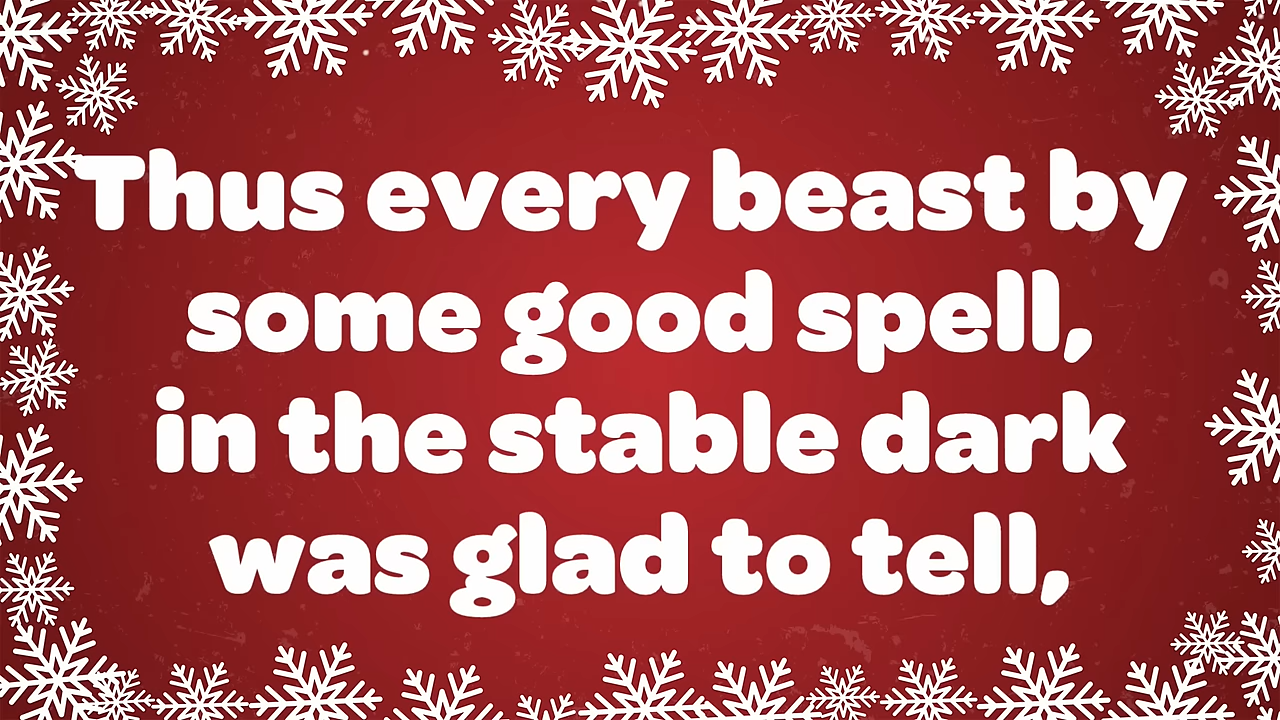 Thus every beast by
some good spell,
in the stable dark
was glad to tell,